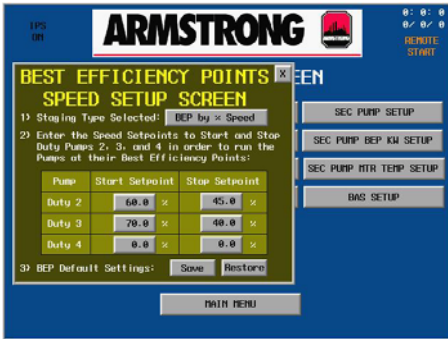 IPS
ON
ARMSTRONG
ARMSTRONG
0: 0: 0
0/ 0/ 0
REMOTE
START
BEST EFFICIENCY POINTS
X
EEN
SPEED SETUP
SCREEN
1) Staging Type Selected: BEP by % Speed
2) Enter the Speed Setpoints to Start and Stop
Duty Pumps 2, 3, and 4 in order to run the
Pumps at their Best Efficiency Points:
Pump Start Setpoint Stop Setpoint
Duty 2 60.0 % 45.0 %
Duty 3 70.0 % 40.0 %
Duty 4 0.0 % 0.0 %
3) BEP Default Settings: Save Restore
SEC PUMP SETUP
SEC PUMP BEP KW SETUP
SEC PUMP MTR TEMP SETUP
BAS SETUP
MAIN MENU